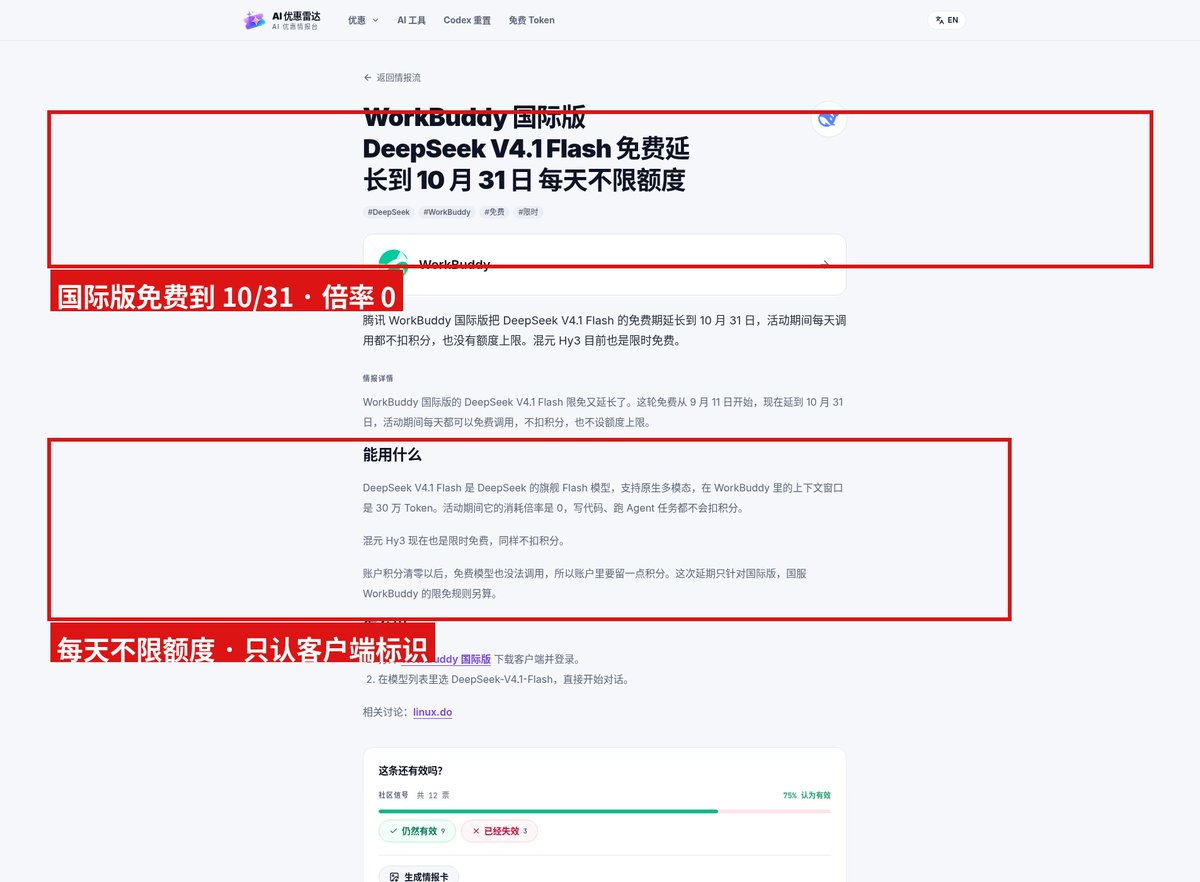 AI优惠雷达
AI 优惠情报台
优惠
AI 工具
Codex 重置
免费 Token
EN
返回情报流
WorkBuddy 国际版
DeepSeek V4.1 Flash 免费延
长到 10 月 31 日 每天不限额度
#DeepSeek #WorkBuddy #免费 #限时
WorkBuddy
国际版免费到 10/31 · 倍率 0
腾讯 WorkBuddy 国际版把 DeepSeek V4.1 Flash 的免费期延长到 10 月 31 日，活动期间每天调
用都不扣积分，也没有额度上限。混元 Hy3 目前也是限时免费。
情报详情
WorkBuddy 国际版的 DeepSeek V4.1 Flash 限免又延长了。这轮免费从 9 月 11 日开始，现在延到 10 月 31
日，活动期间每天都可以免费调用，不扣积分，也不设额度上限。
能用什么
DeepSeek V4.1 Flash 是 DeepSeek 的旗舰 Flash 模型，支持原生多模态，在 WorkBuddy 里的上下文窗口
是 30 万 Token。活动期间它的消耗倍率是 0，写代码、跑 Agent 任务都不会扣积分。
混元 Hy3 现在也是限时免费，同样不扣积分。
账户积分清零以后，免费模型也没法调用，所以账户里要留一点积分。这次延期只针对国际版，国服
WorkBuddy 的限免规则另算。
每天不限额度 · 只认客户端标识
uddy 国际版 下载客户端并登录。
2. 在模型列表里选 DeepSeek-V4.1-Flash，直接开始对话。
相关讨论：linux.do
这条还有效吗？
社区信号 共 12 票
75% 认为有效
仍然有效 9
已经失效 3
生成情报卡